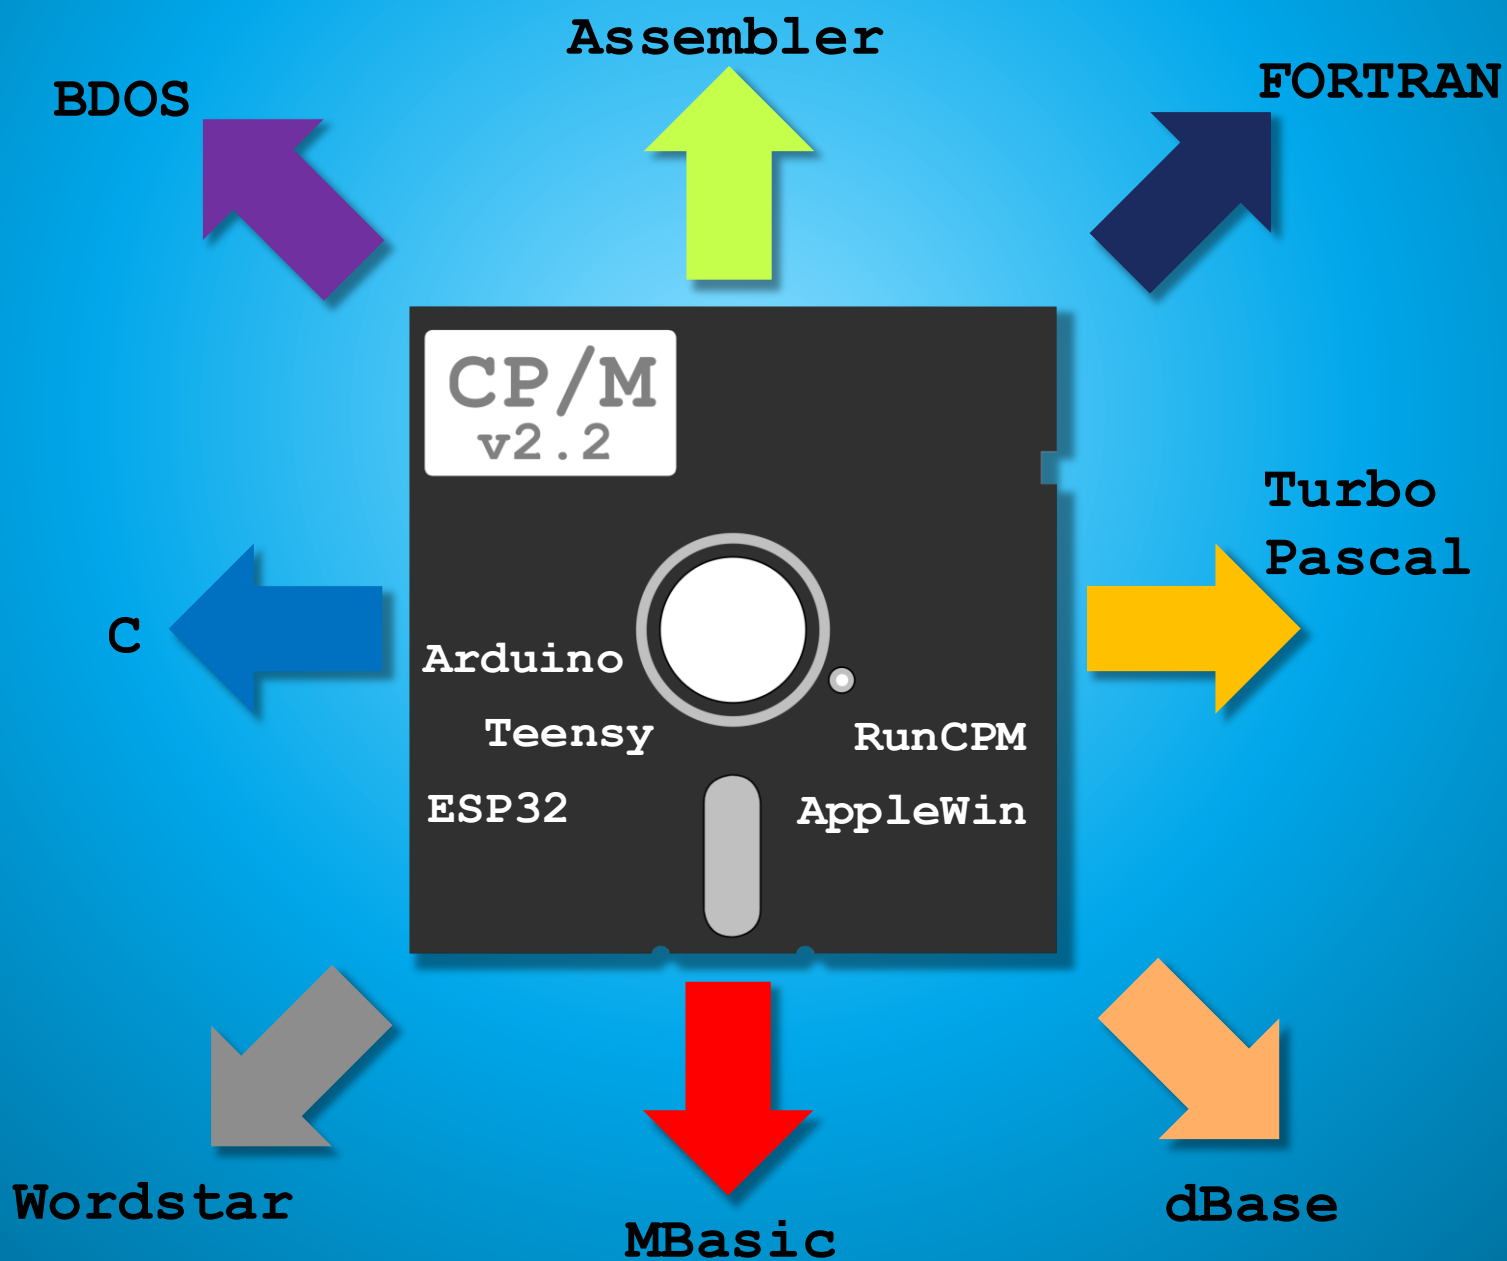 Assembler
BDOS
FORTRAN
CP/M
v2.2
Turbo
Pascal
C
Arduino
Teensy
RunCPM
ESP32
AppleWin
Wordstar
dBase
MBasic